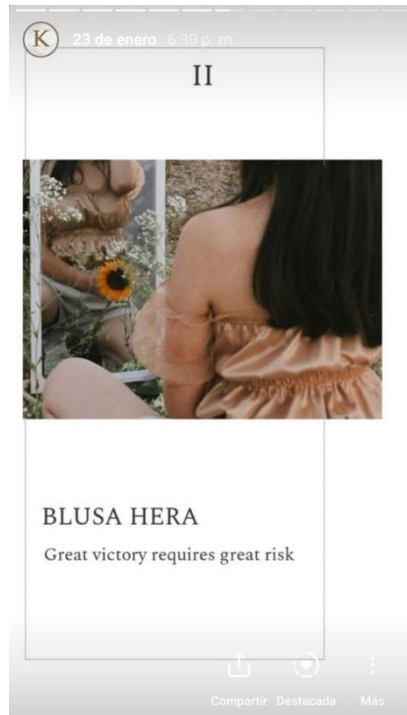 K
23 de enero 6:30 p. m.
II
BLUSA HERA
Great victory requires great risk
Compartir Destacada Más